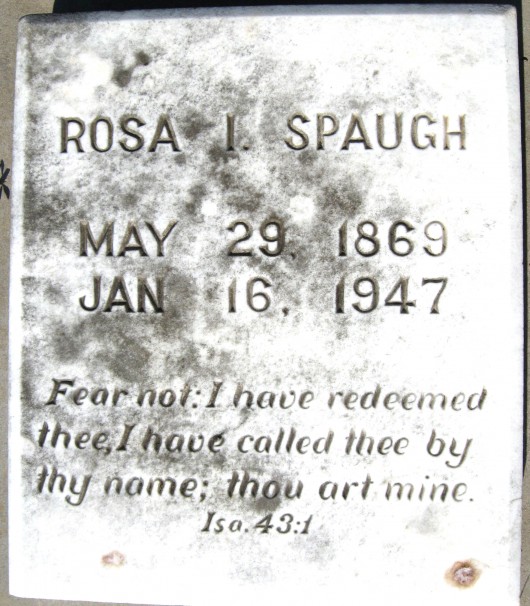 ROSA I. SPAUGH
MAY 29, 1869
JAN 16, 1947
Fear not: I have redeemed
thee, I have called thee by
thy name; thou art mine.
Isa. 43:1